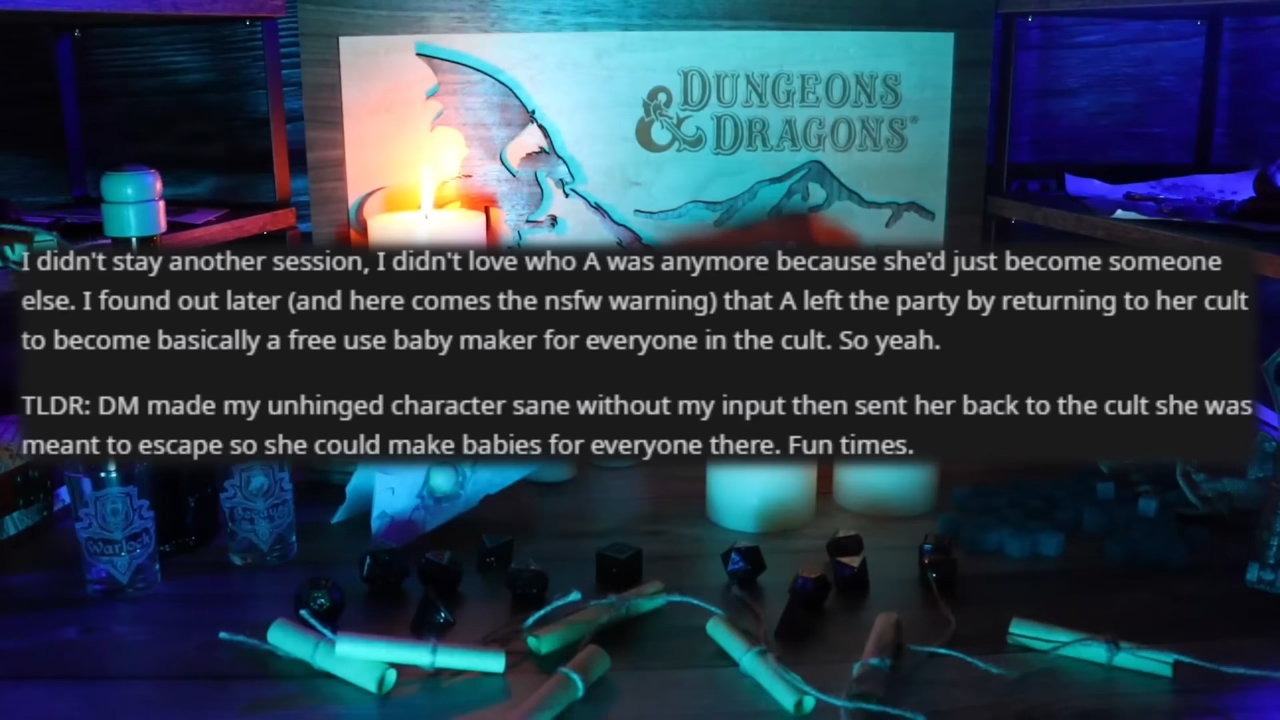 DUNGEONS
& DRAGONS®
I didn't stay another session, I didn't love who A was anymore because she'd just become someone
else. I found out later (and here comes the nsfw warning) that A left the party by returning to her cult
to become basically a free use baby maker for everyone in the cult. So yeah.
TLDR: DM made my unhinged character sane without my input then sent her back to the cult she was
meant to escape so she could make babies for everyone there. Fun times.
Warlock